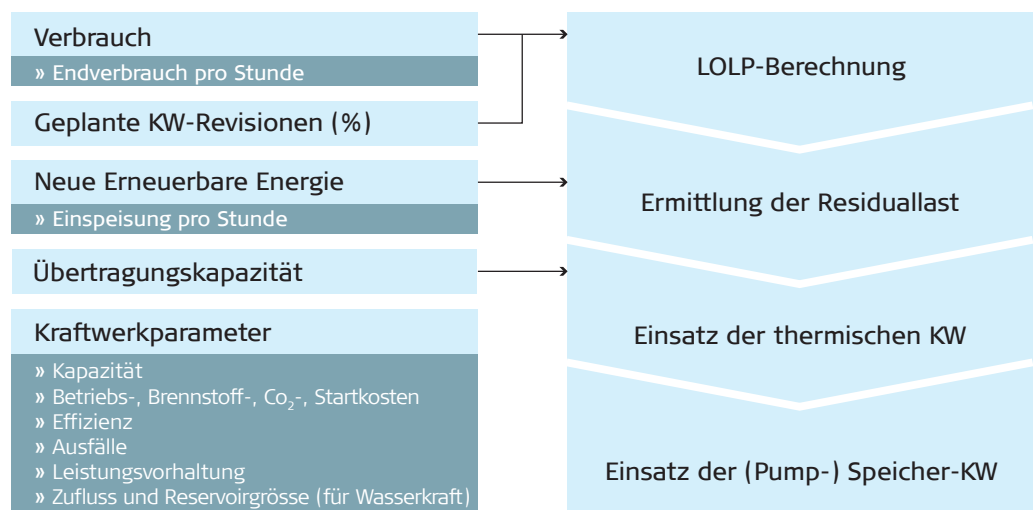 Verbrauch
» Endverbrauch pro Stunde
Geplante KW-Revisionen (%)
Neue Erneuerbare Energie
» Einspeisung pro Stunde
Übertragungskapazität
Kraftwerkparameter
» Kapazität
» Betriebs-, Brennstoff-, Co₂-, Startkosten
» Effizienz
» Ausfälle
» Leistungsvorhaltung
» Zufluss und Reservoirgrösse (für Wasserkraft)
LOLP-Berechnung
Ermittlung der Residuallast
Einsatz der thermischen KW
Einsatz der (Pump-) Speicher-KW